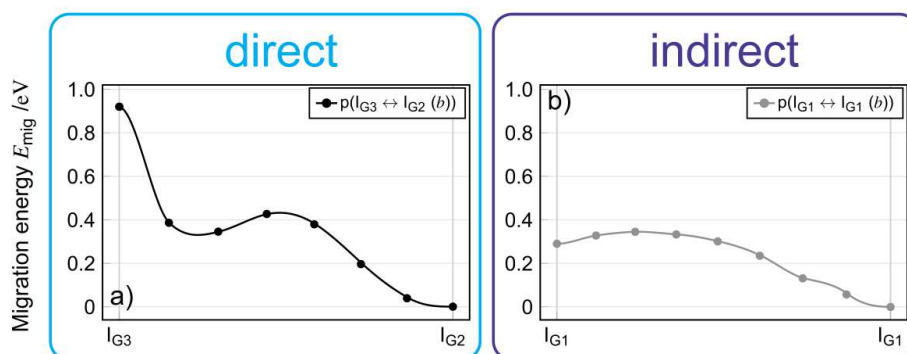 direct
indirect
Migration energy E_mig /eV
1.0
0.8
0.6
0.4
0.2
0
p(I_G3 ↔ I_G2 (b))
a)
I_G3
I_G2
1.0
0.8
0.6
0.4
0.2
0
b)
p(I_G1 ↔ I_G1 (b))
I_G1
I_G1